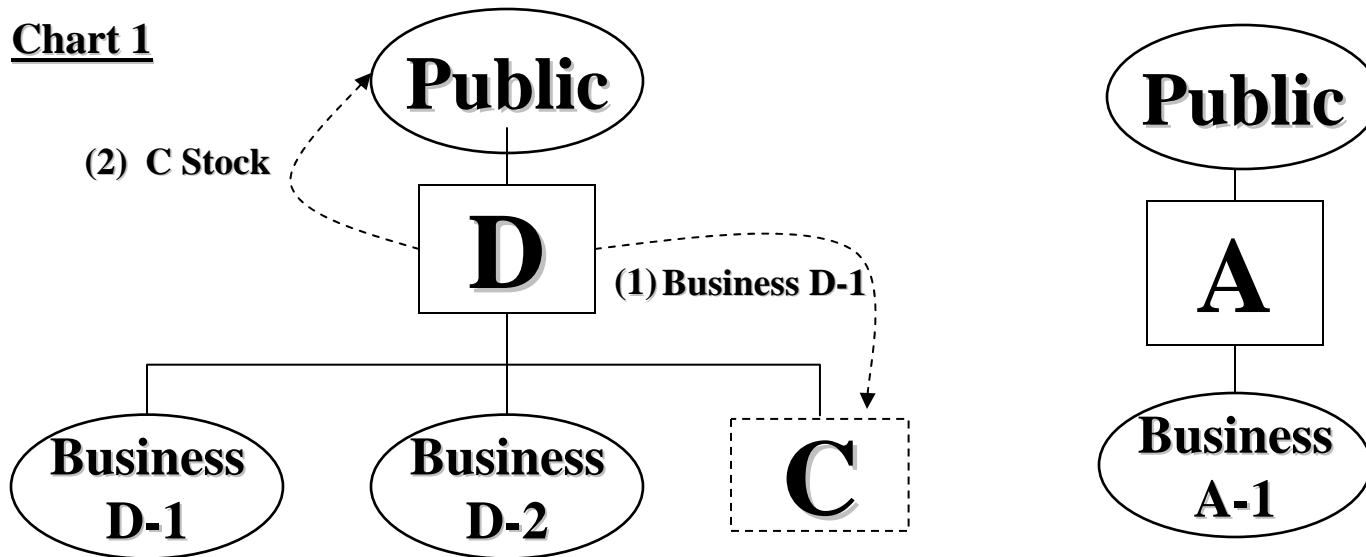 Chart 1
Public
Public
(2) C Stock
D
A
(1) Business D-1
Business
D-1
Business
D-2
C
Business
A-1